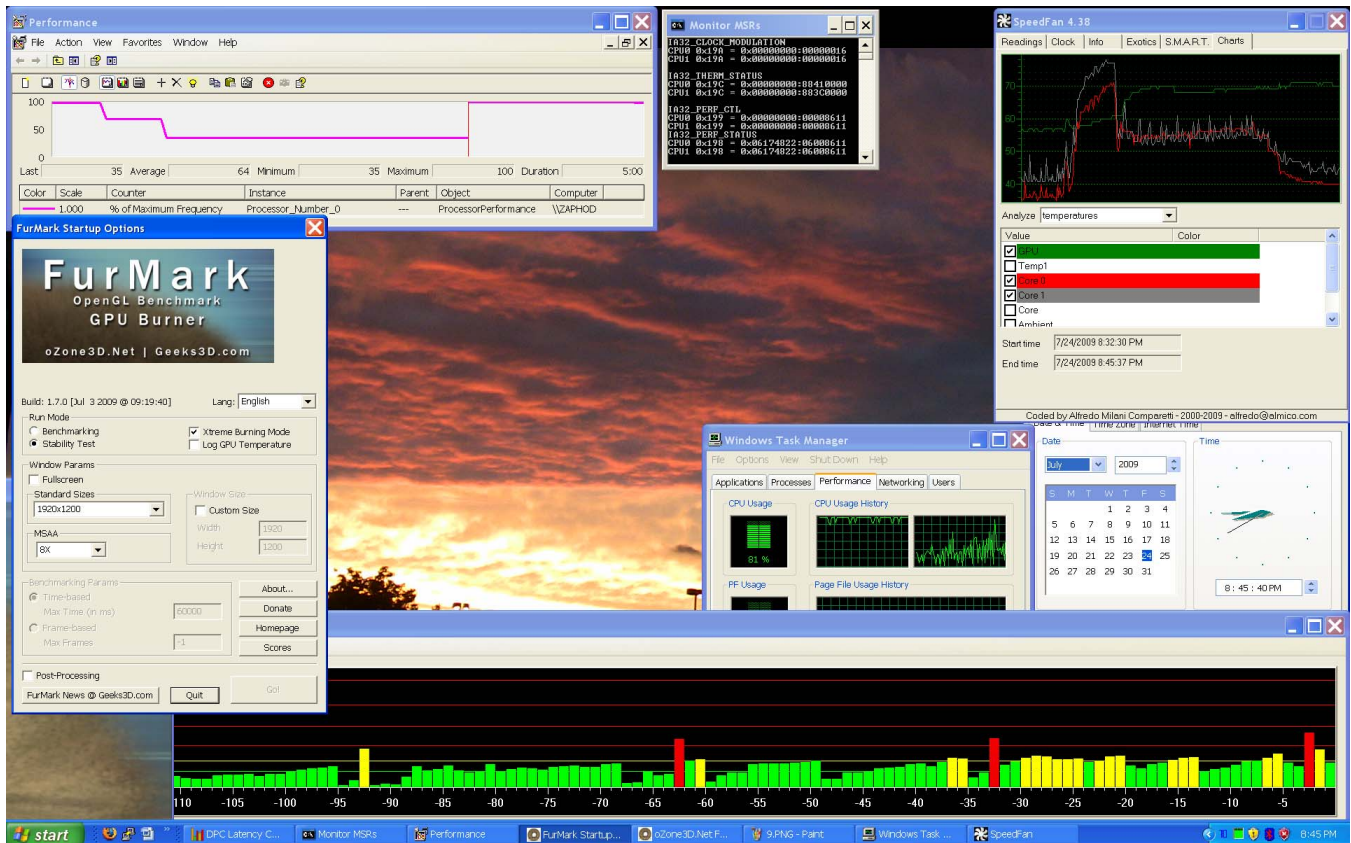 Performance
File Action View Favorites Window Help
100
50
0
Last 35 Average 64 Minimum 35 Maximum 100 Duration 5:00
Color Scale Counter Instance Parent Object Computer
1.000 % of Maximum Frequency Processor_Number_0 --- ProcessorPerformance \\ZAPHOD
Monitor MSRs
IA32_CLOCK_MODULATION
CPU0 0x19A = 0x00000000:00000016
CPU1 0x19A = 0x00000000:00000016
IA32_THERM_STATUS
CPU0 0x19C = 0x00000000:88410000
CPU1 0x19C = 0x00000000:883C0000
IA32_PERF_CTL
CPU0 0x199 = 0x00000000:00008611
CPU1 0x199 = 0x00000000:00008611
IA32_PERF_STATUS
CPU0 0x198 = 0x06174822:06008611
CPU1 0x198 = 0x06174822:06008611
SpeedFan 4.38
Readings Clock Info Exotics S.M.A.R.T. Charts
70
60
50
40
Analyze temperatures
Value Color
GPU
Temp1
Core 0
Core 1
Core
Ambient
Start time 7/24/2009 8:32:30 PM
End time 7/24/2009 8:45:37 PM
Coded by Alfredo Milani Comparetti - 2000-2009 - alfredo@almico.com
FurMark Startup Options
FurMark
OpenGL Benchmark
GPU Burner
oZone3D.Net | Geeks3D.com
Build: 1.7.0 [Jul 3 2009 @ 09:19:40] Lang: English
Run Mode
Benchmarking
Xtreme Burning Mode
Stability Test
Log GPU Temperature
Window Params
Fullscreen
Standard Sizes
1920x1200
Window Size
Custom Size
Width 1920
Height 1200
MSAA
8X
Benchmarking Params
Time-based
Max Time (in ms) 60000
Frame-based
Max Frames -1
About...
Donate
Homepage
Scores
Post-Processing
FurMark News @ Geeks3D.com Quit Go!
Windows Task Manager
File Options View Shut Down Help
Applications Processes Performance Networking Users
CPU Usage CPU Usage History
81 %
PF Usage Page File Usage History
Date & Time Time Zone Internet Time
Date
July 2009
S M T W T F S
1 2 3 4
5 6 7 8 9 10 11
12 13 14 15 16 17 18
19 20 21 22 23 24 25
26 27 28 29 30 31
Time
8 : 45 : 40 PM
110 -105 -100 -95 -90 -85 -80 -75 -70 -65 -60 -55 -50 -45 -40 -35 -30 -25 -20 -15 -10 -5
start
DPC Latency C...
Monitor MSRs
Performance
FurMark Startup...
oZone3D.Net F...
9.PNG - Paint
Windows Task ...
SpeedFan
8:45 PM